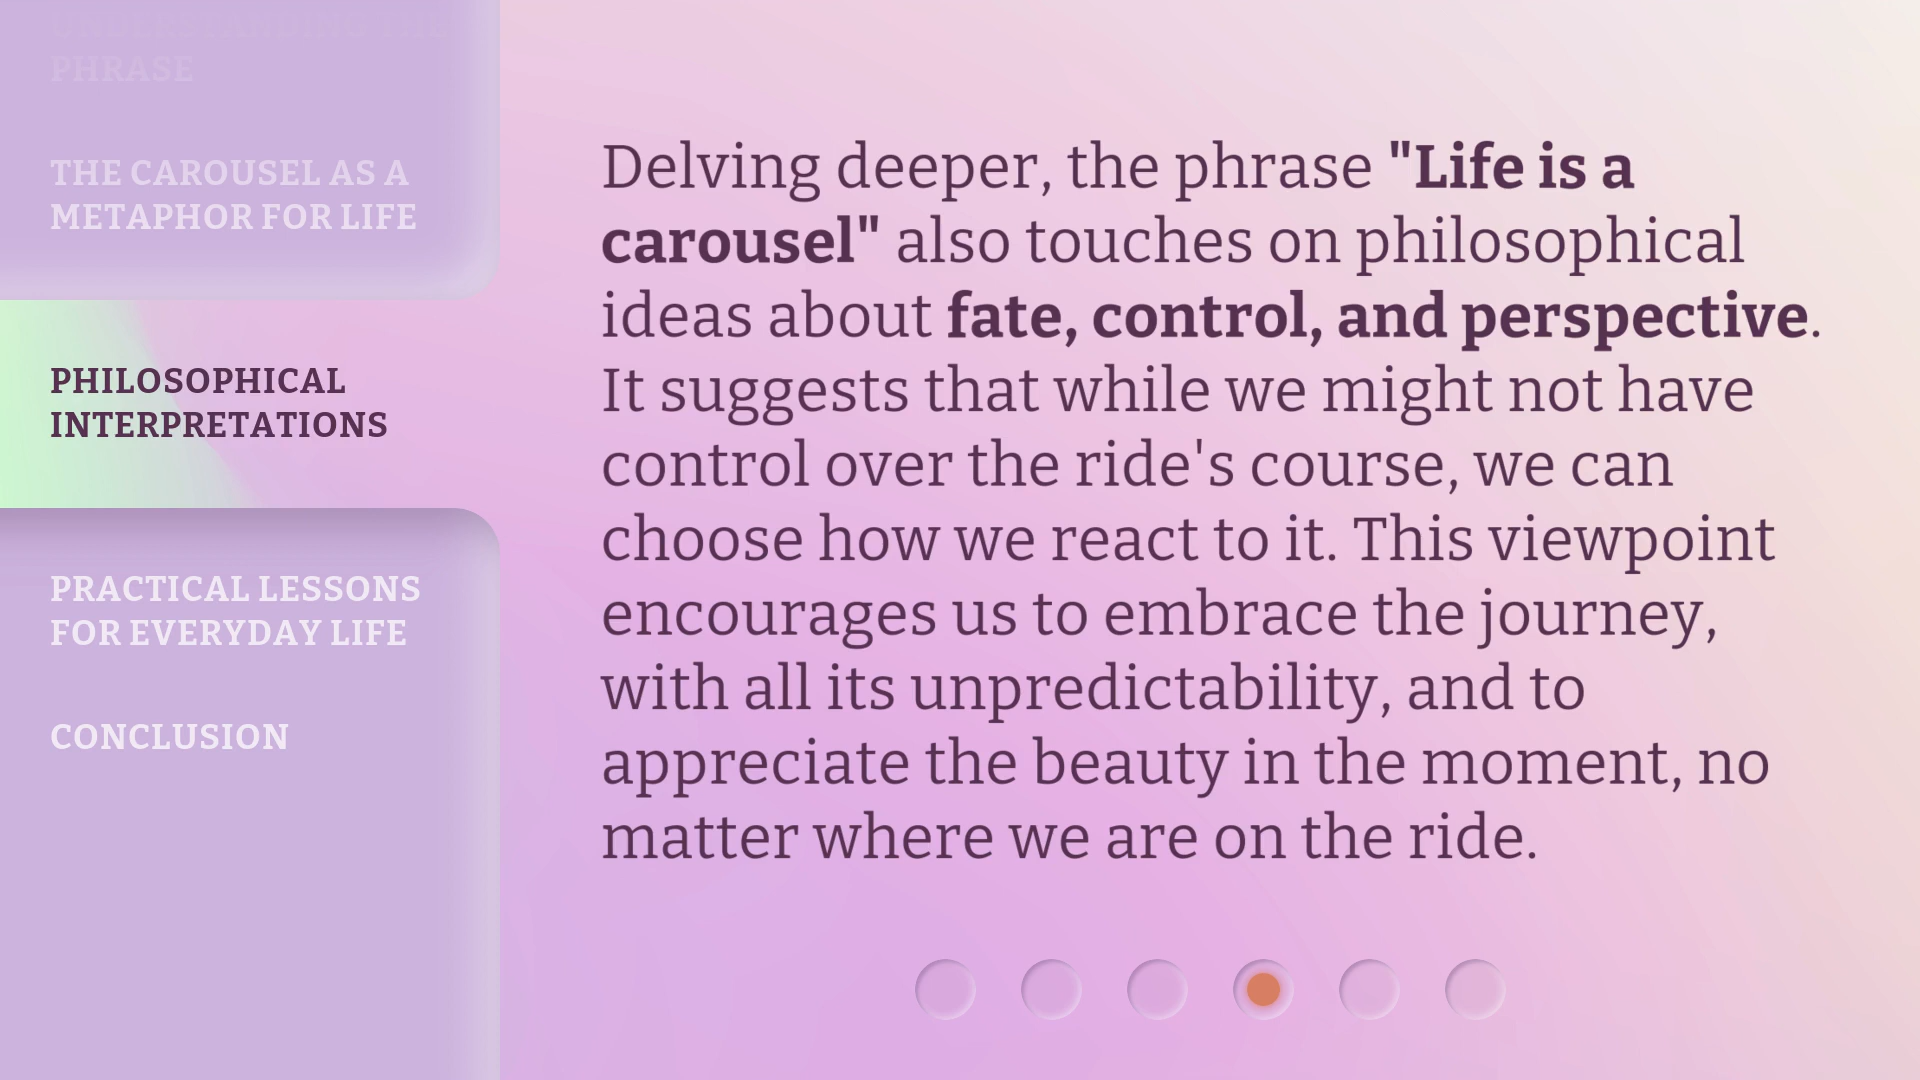 UNDERSTANDING THE
PHRASE
THE CAROUSEL AS A
METAPHOR FOR LIFE
PHILOSOPHICAL
INTERPRETATIONS
PRACTICAL LESSONS
FOR EVERYDAY LIFE
CONCLUSION
Delving deeper, the phrase "Life is a
carousel" also touches on philosophical
ideas about fate, control, and perspective.
It suggests that while we might not have
control over the ride's course, we can
choose how we react to it. This viewpoint
encourages us to embrace the journey,
with all its unpredictability, and to
appreciate the beauty in the moment, no
matter where we are on the ride.